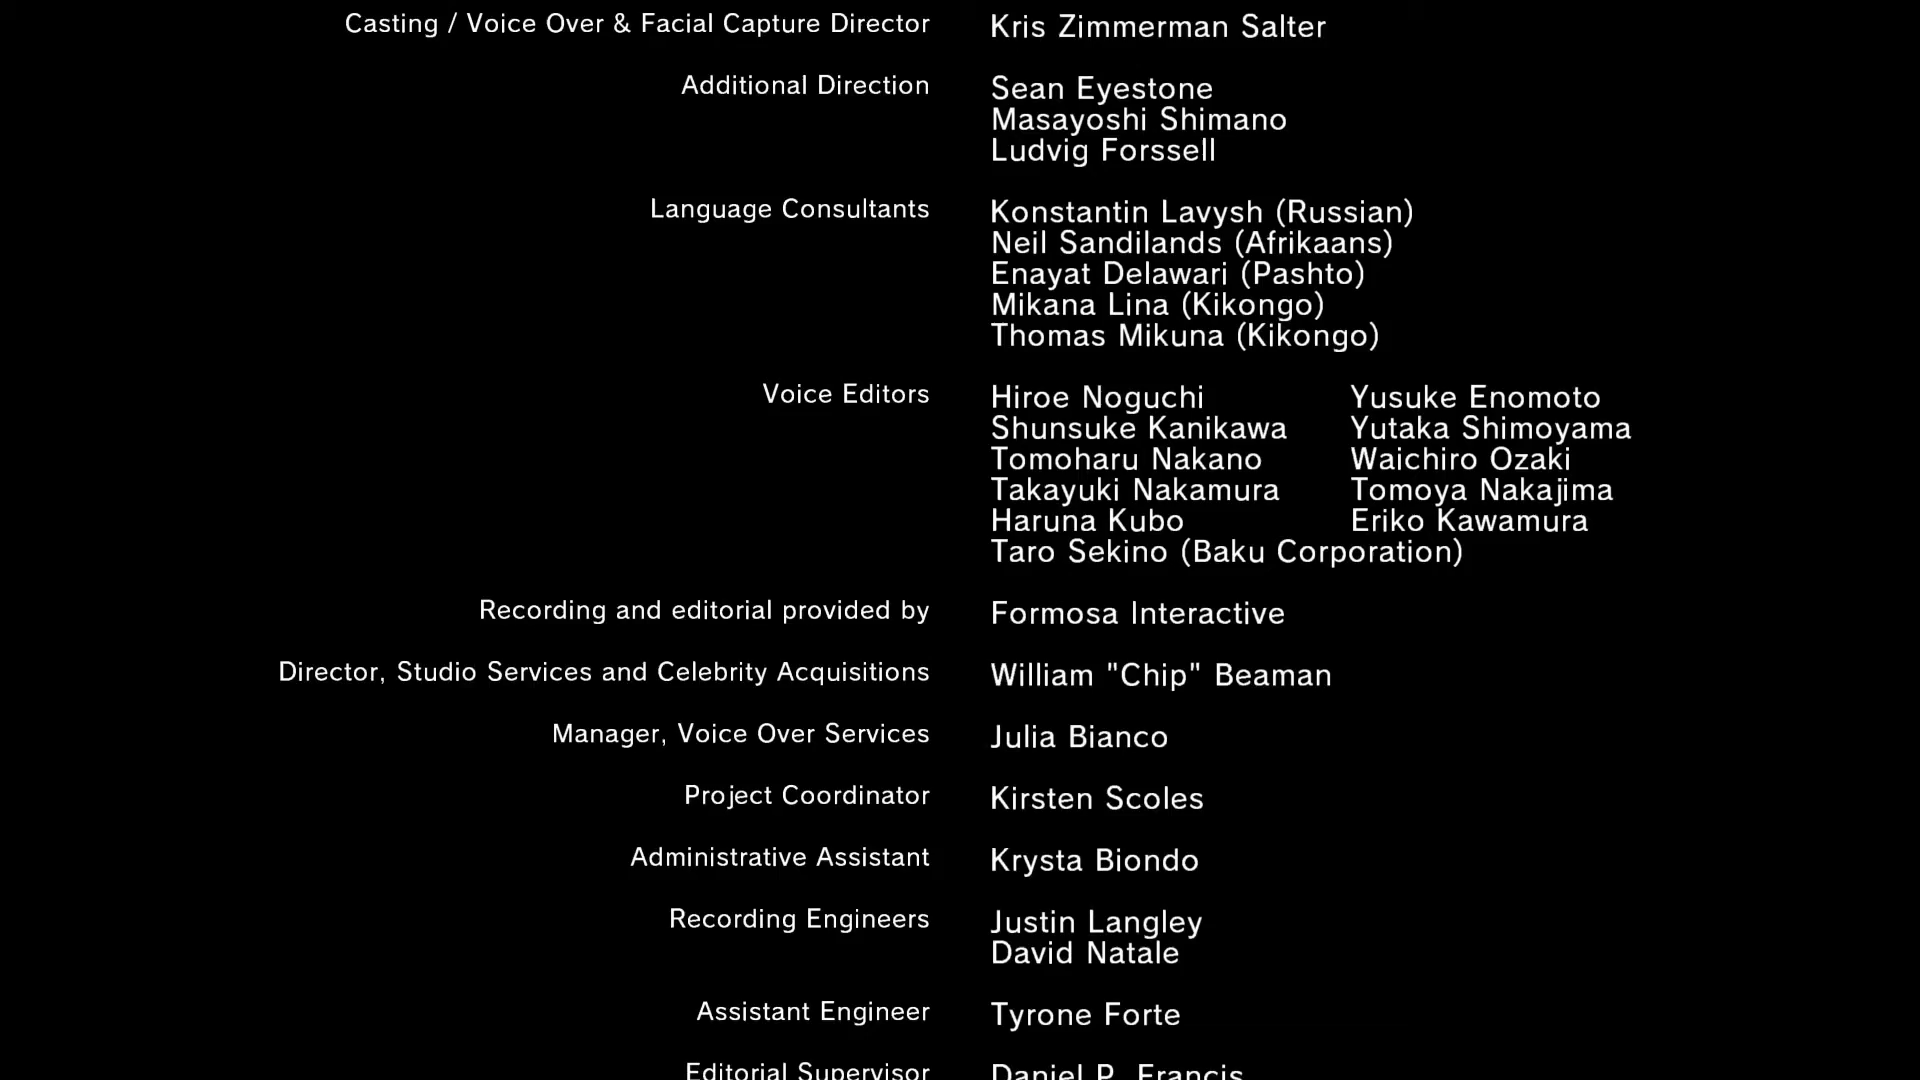 Casting / Voice Over & Facial Capture Director Kris Zimmerman Salter
Additional Direction Sean Eyestone
Masayoshi Shimano
Ludvig Forssell
Language Consultants Konstantin Lavysh (Russian)
Neil Sandilands (Afrikaans)
Enayat Delawari (Pashto)
Mikana Lina (Kikongo)
Thomas Mikuna (Kikongo)
Voice Editors Hiroe Noguchi Yusuke Enomoto
Shunsuke Kanikawa Yutaka Shimoyama
Tomoharu Nakano Waichiro Ozaki
Takayuki Nakamura Tomoya Nakajima
Haruna Kubo Eriko Kawamura
Taro Sekino (Baku Corporation)
Recording and editorial provided by Formosa Interactive
Director, Studio Services and Celebrity Acquisitions William "Chip" Beaman
Manager, Voice Over Services Julia Bianco
Project Coordinator Kirsten Scoles
Administrative Assistant Krysta Biondo
Recording Engineers Justin Langley
David Natale
Assistant Engineer Tyrone Forte
Editorial Supervisor Daniel P. Francis